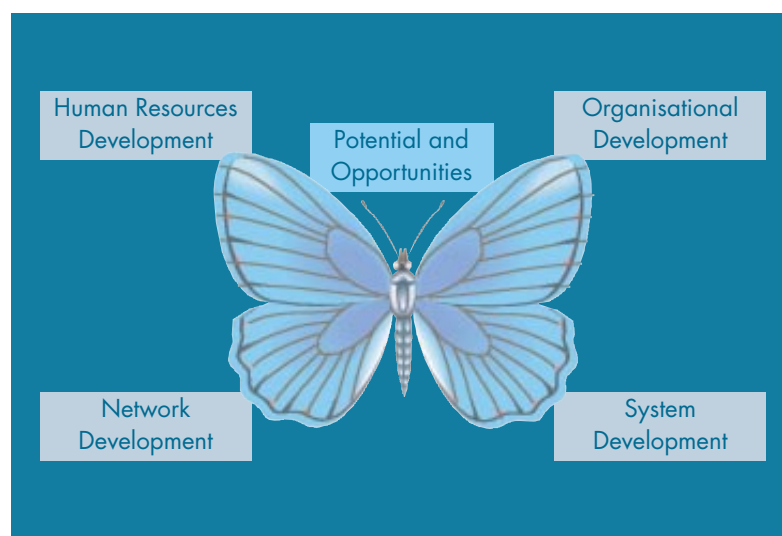 Human Resources
Development
Potential and
Opportunities
Organisational
Development
Network
Development
System
Development